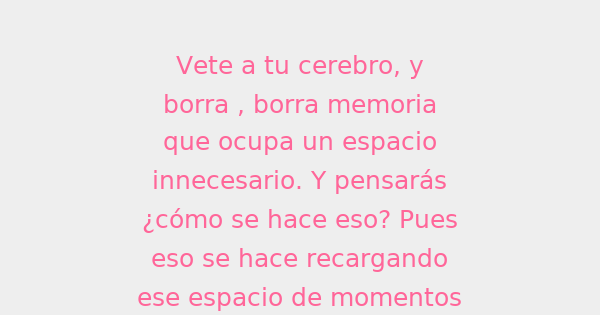 Vete a tu cerebro, y
borra , borra memoria
que ocupa un espacio
innecesario. Y pensarás
¿cómo se hace eso? Pues
eso se hace recargando
ese espacio de momentos